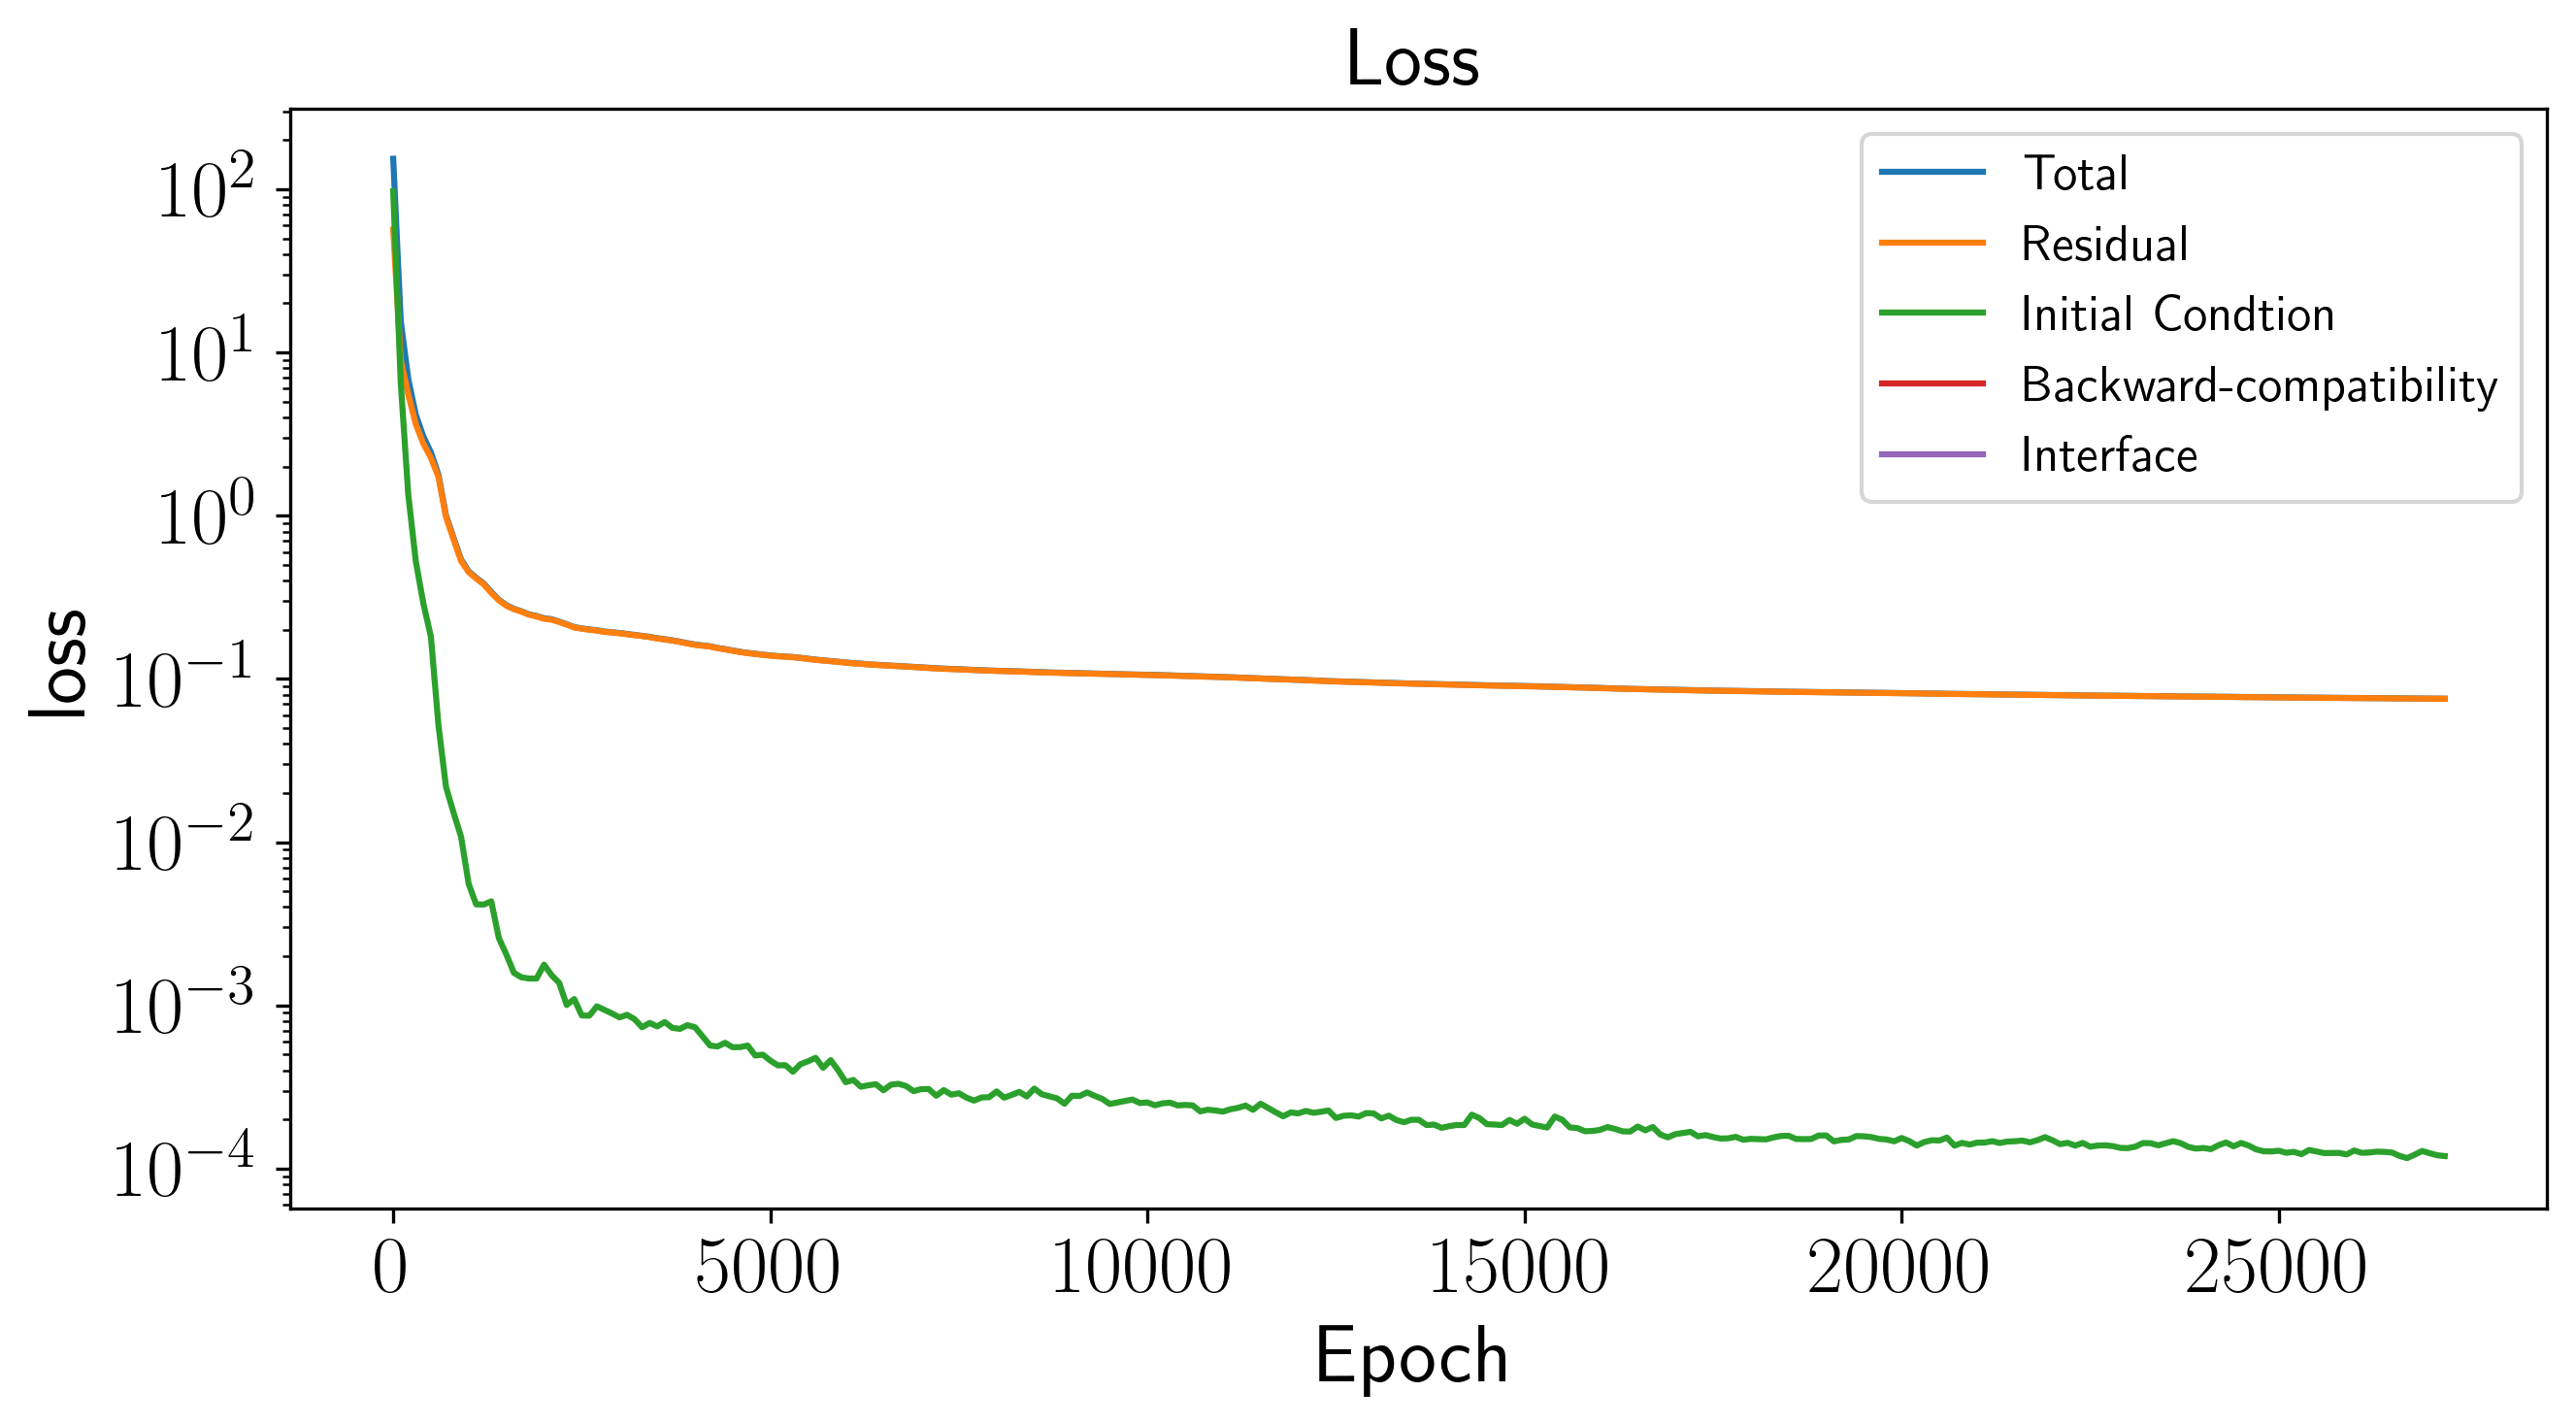 Loss
Total
Residual
Initial Condtion
Backward-compatibility
Interface
loss
10^2
10^1
10^0
10^−1
10^−2
10^−3
10^−4
0 5000 10000 15000 20000 25000
Epoch